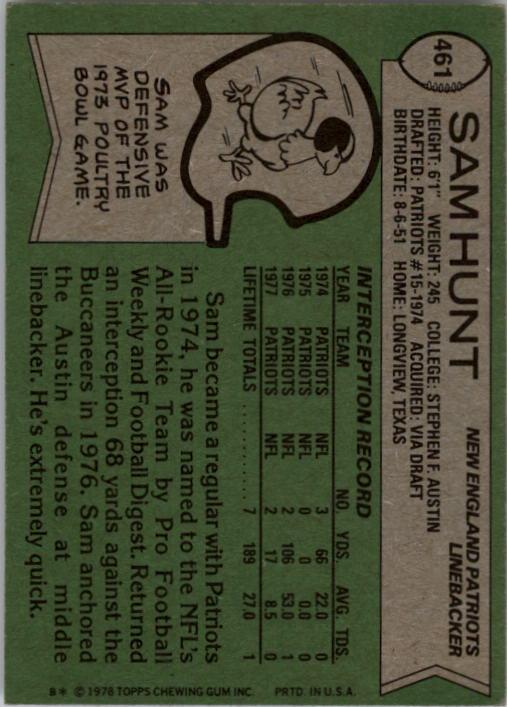 461
SAM HUNT
NEW ENGLAND PATRIOTS
LINEBACKER
HEIGHT: 6'1" WEIGHT: 245 COLLEGE: STEPHEN F. AUSTIN
DRAFTED: PATRIOTS #15-1974 ACQUIRED: VIA DRAFT
BIRTHDATE: 8-6-51 HOME: LONGVIEW, TEXAS
SAM WAS
DEFENSIVE
MVP OF THE
1973 POULTRY
BOWL GAME.
INTERCEPTION RECORD
YEAR TEAM NO. YDS. AVG. TDS.
1974 PATRIOTS NFL 3 66 22.0 0
1975 PATRIOTS NFL 0 0 0.0 0
1976 PATRIOTS NFL 2 106 53.0 1
1977 PATRIOTS NFL 2 17 8.5 0
LIFETIME TOTALS .......... 7 189 27.0 1
Sam became a regular with Patriots
in 1974, he was named to the NFL's
All-Rookie Team by Pro Football
Weekly and Football Digest. Returned
an interception 68 yards against the
Buccaneers in 1976. Sam anchored
the Austin defense at middle
linebacker. He's extremely quick.
B* © 1978 TOPPS CHEWING GUM INC. PRTD. IN U.S.A.